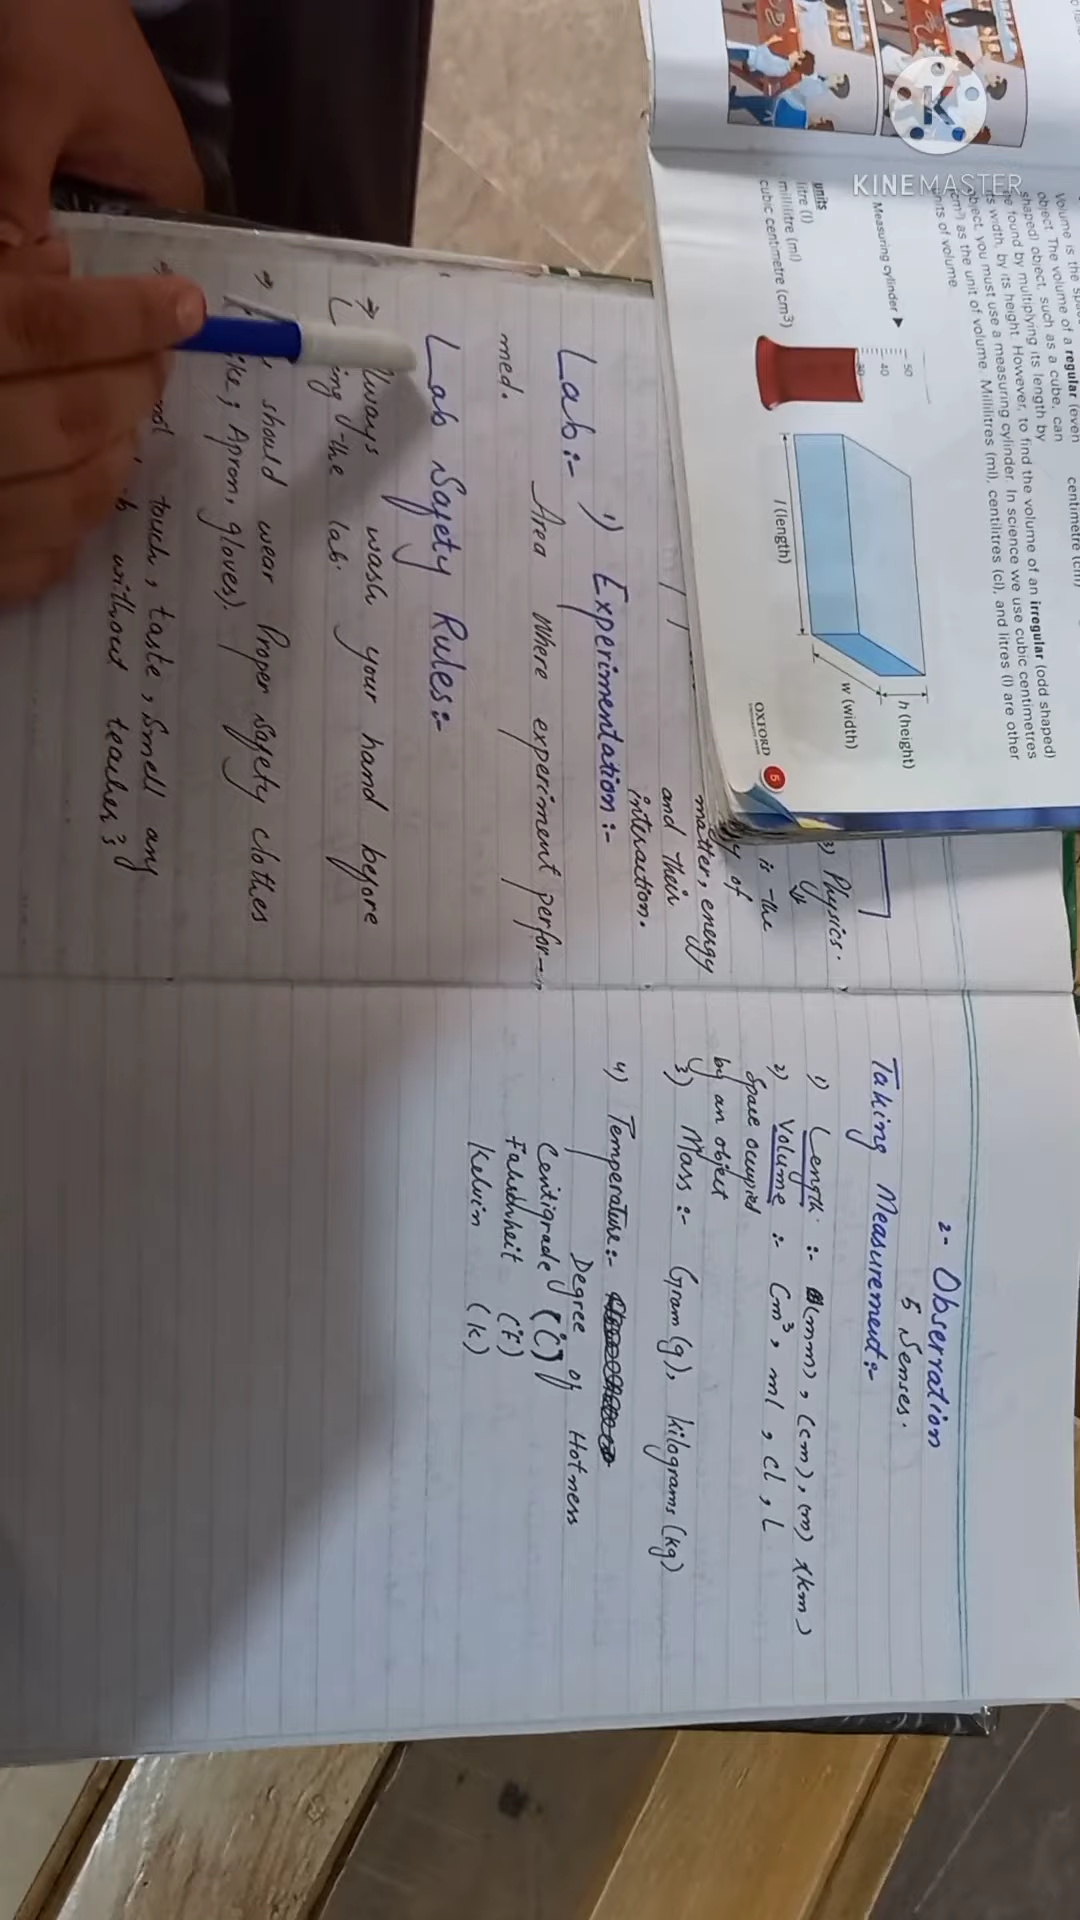 KINEMASTER
Volume is the
object. The volume of a regular (even
shaped) object, such as a cube, can
be found by multiplying its length by
its width, by its height. However, to find the volume of an irregular (odd shaped)
object, you must use a measuring cylinder. In science we use cubic centimetres
(cm³) as the unit of volume. Millilitres (ml), centilitres (cl), and litres (l) are other
units of volume
centimetre (cm)
Measuring cylinder
units
litre (l)
millilitre (ml)
cubic centimetre (cm3)
50
40
30
l (length)
w (width)
h (height)
OXFORD
5
3) Physics.
is the
y of
matter, energy
and their
interaction.
1) Experimentation:-
Lab:-
Area Where experiment perfor-
med.
Lab Safety Rules:-
Always wash your hand before
ing the lab.
should wear Proper Safety clothes
like, Apron, gloves).
not touch, taste, Smell any
without teacher
2- Obserration
5 Senses.
Taking Measurement:-
1) Length :- (mm), (cm), (m) (km)
2) Volume :- Cm³, ml, cl, L
Space occupied
by an object
3) Mass:- Gram(g), kilograms(kg)
4) Temperature:-
Degree of Hotness
Centigrade (°C)
Fahrenheit (°F)
Kelvin (K)